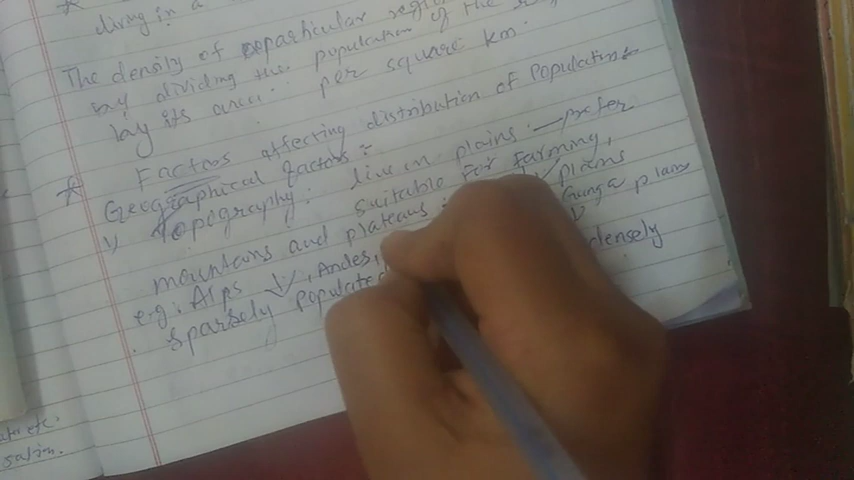 living in a
The density of particular region
by dividing the population of the
by its area. per square km.
* Factors affecting distribution of Population
Geographical factors :
1) Topography : live in plains. — prefer
suitable for farming,
mountains and plateaus : plains
e.g: Alps, Andes, Ganga plains
sparsely populated densely
etc.